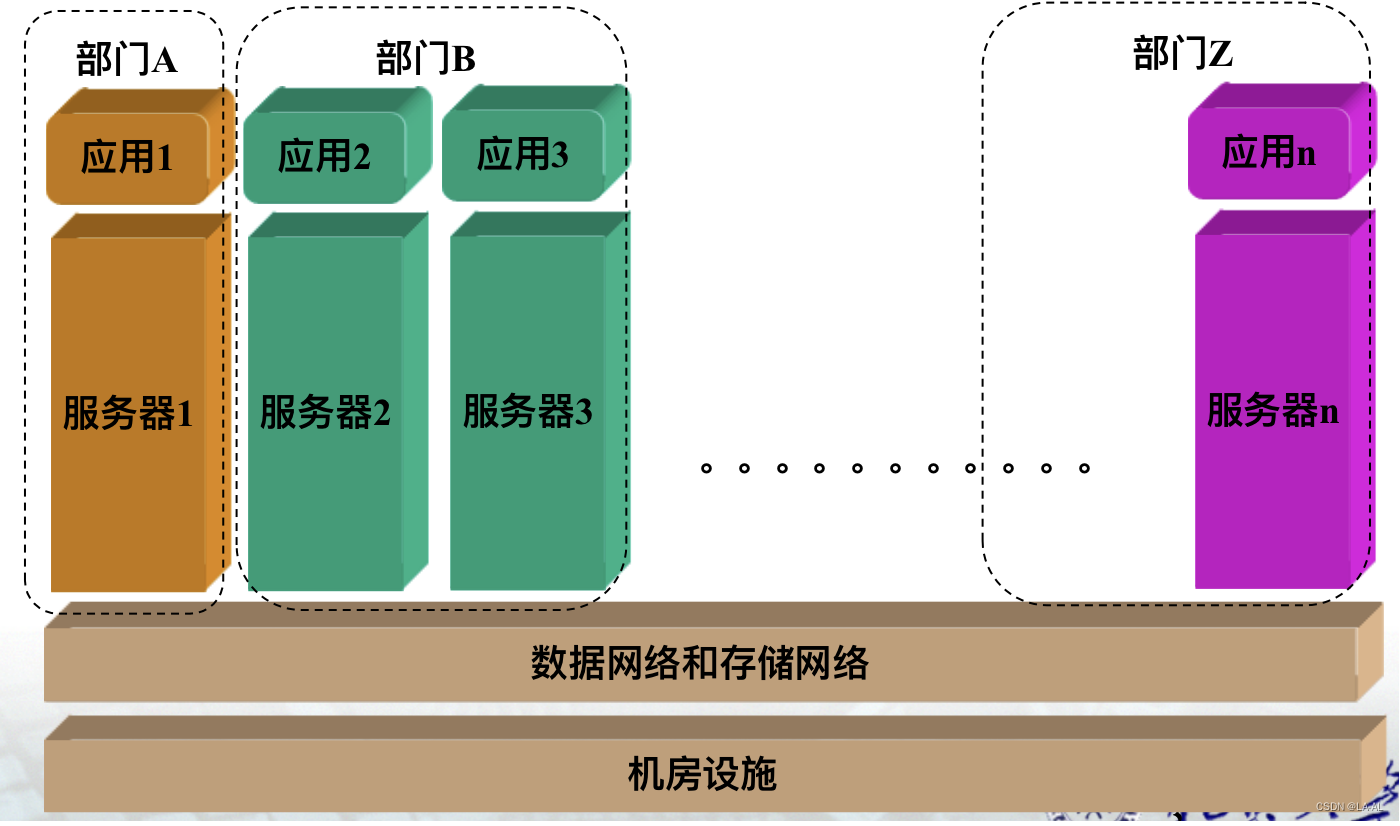 部门A
部门B
部门Z
应用1
应用2
应用3
应用n
服务器1
服务器2
服务器3
服务器n
数据网络和存储网络
机房设施
CSDN @LA.AL